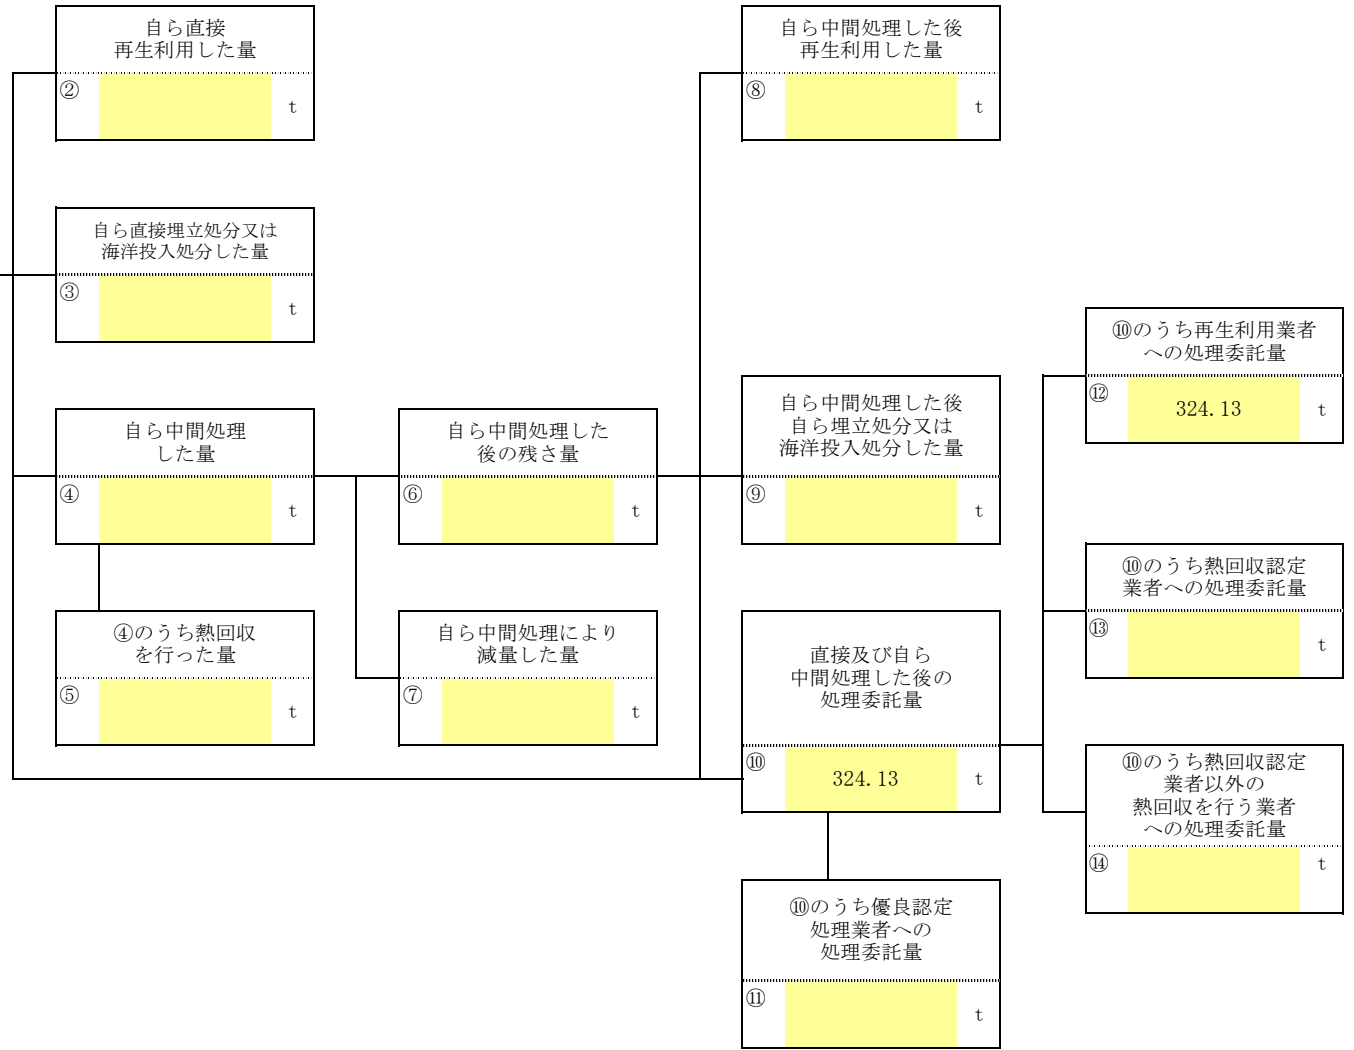 自ら直接
再生利用した量
②
t
自ら直接埋立処分又は
海洋投入処分した量
③
t
自ら中間処理
した量
④
t
④のうち熱回収
を行った量
⑤
t
自ら中間処理した
後の残さ量
⑥
t
自ら中間処理により
減量した量
⑦
t
自ら中間処理した後
再生利用した量
⑧
t
自ら中間処理した後
自ら埋立処分又は
海洋投入処分した量
⑨
t
直接及び自ら
中間処理した後の
処理委託量
⑩
324.13 t
⑩のうち優良認定
処理業者への
処理委託量
⑪
t
⑩のうち再生利用業者
への処理委託量
⑫
324.13 t
⑩のうち熱回収認定
業者への処理委託量
⑬
t
⑩のうち熱回収認定
業者以外の
熱回収を行う業者
への処理委託量
⑭
t